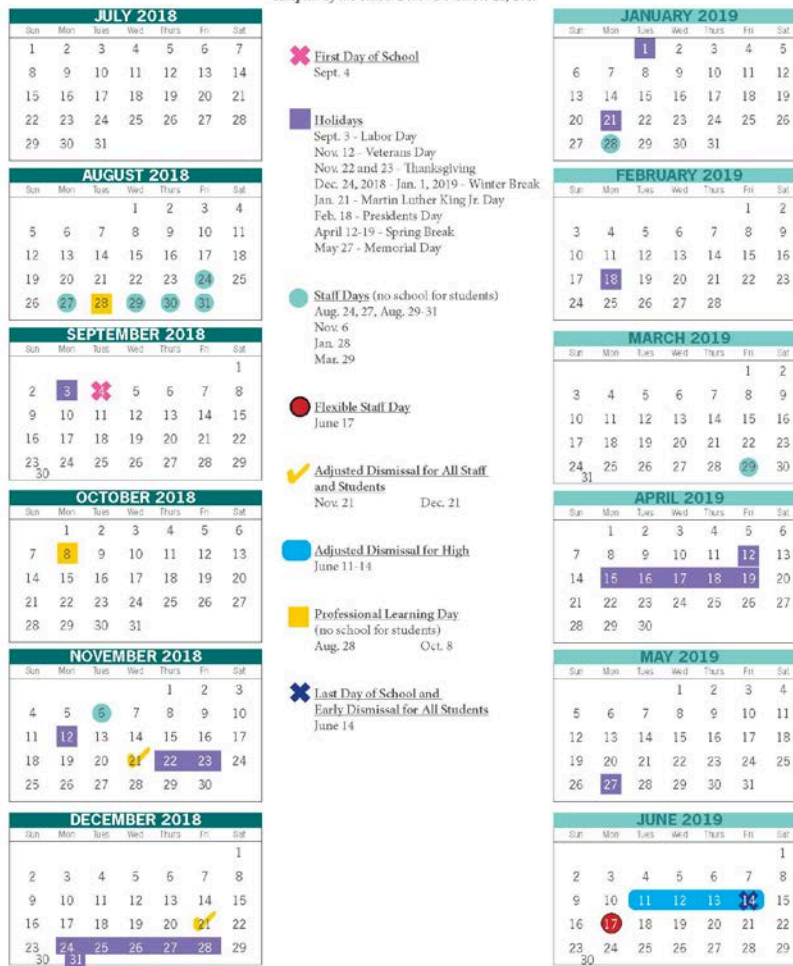 JULY 2018
Sun Mon Tues Wed Thurs Fri Sat
1 2 3 4 5 6 7
8 9 10 11 12 13 14
15 16 17 18 19 20 21
22 23 24 25 26 27 28
29 30 31
AUGUST 2018
Sun Mon Tues Wed Thurs Fri Sat
1 2 3 4
5 6 7 8 9 10 11
12 13 14 15 16 17 18
19 20 21 22 23 24 25
26 27 28 29 30 31
SEPTEMBER 2018
Sun Mon Tues Wed Thurs Fri Sat
1
2 3 4 5 6 7 8
9 10 11 12 13 14 15
16 17 18 19 20 21 22
23 24 25 26 27 28 29
30
OCTOBER 2018
Sun Mon Tues Wed Thurs Fri Sat
1 2 3 4 5 6
7 8 9 10 11 12 13
14 15 16 17 18 19 20
21 22 23 24 25 26 27
28 29 30 31
NOVEMBER 2018
Sun Mon Tues Wed Thurs Fri Sat
1 2 3
4 5 6 7 8 9 10
11 12 13 14 15 16 17
18 19 20 21 22 23 24
25 26 27 28 29 30
DECEMBER 2018
Sun Mon Tues Wed Thurs Fri Sat
1
2 3 4 5 6 7 8
9 10 11 12 13 14 15
16 17 18 19 20 21 22
23 24 25 26 27 28 29
30 31
First Day of School
Sept. 4
Holidays
Sept. 3 - Labor Day
Nov. 12 - Veterans Day
Nov. 22 and 23 - Thanksgiving
Dec. 24, 2018 - Jan. 1, 2019 - Winter Break
Jan. 21 - Martin Luther King Jr. Day
Feb. 18 - Presidents Day
April 12-19 - Spring Break
May 27 - Memorial Day
Staff Days (no school for students)
Aug. 24, 27, Aug. 29-31
Nov. 6
Jan. 28
Mar. 29
Flexible Staff Day
June 17
Adjusted Dismissal for All Staff
and Students
Nov. 21 Dec. 21
Adjusted Dismissal for High
June 11-14
Professional Learning Day
(no school for students)
Aug. 28 Oct. 8
Last Day of School and
Early Dismissal for All Students
June 14
JANUARY 2019
Sun Mon Tues Wed Thurs Fri Sat
1 2 3 4 5
6 7 8 9 10 11 12
13 14 15 16 17 18 19
20 21 22 23 24 25 26
27 28 29 30 31
FEBRUARY 2019
Sun Mon Tues Wed Thurs Fri Sat
1 2
3 4 5 6 7 8 9
10 11 12 13 14 15 16
17 18 19 20 21 22 23
24 25 26 27 28
MARCH 2019
Sun Mon Tues Wed Thurs Fri Sat
1 2
3 4 5 6 7 8 9
10 11 12 13 14 15 16
17 18 19 20 21 22 23
24 25 26 27 28 29 30
31
APRIL 2019
Sun Mon Tues Wed Thurs Fri Sat
1 2 3 4 5 6
7 8 9 10 11 12 13
14 15 16 17 18 19 20
21 22 23 24 25 26 27
28 29 30
MAY 2019
Sun Mon Tues Wed Thurs Fri Sat
1 2 3 4
5 6 7 8 9 10 11
12 13 14 15 16 17 18
19 20 21 22 23 24 25
26 27 28 29 30 31
JUNE 2019
Sun Mon Tues Wed Thurs Fri Sat
1
2 3 4 5 6 7 8
9 10 11 12 13 14 15
16 17 18 19 20 21 22
23 24 25 26 27 28 29
30